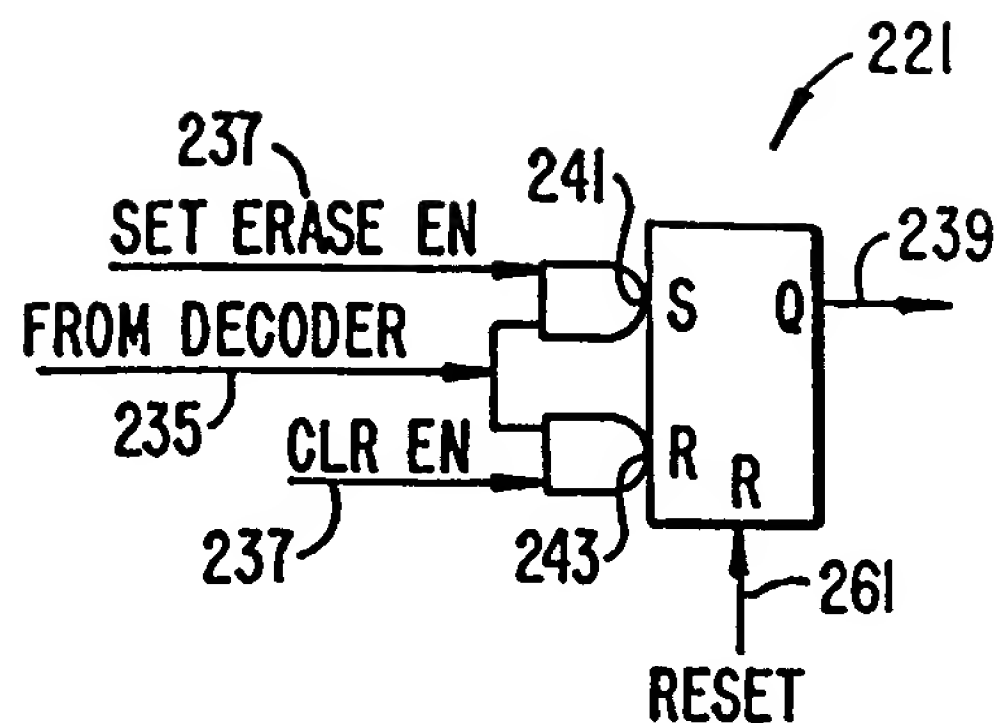 221
237
241
SET ERASE EN
239
S
Q
FROM DECODER
235
CLR EN
R
R
237
243
261
RESET